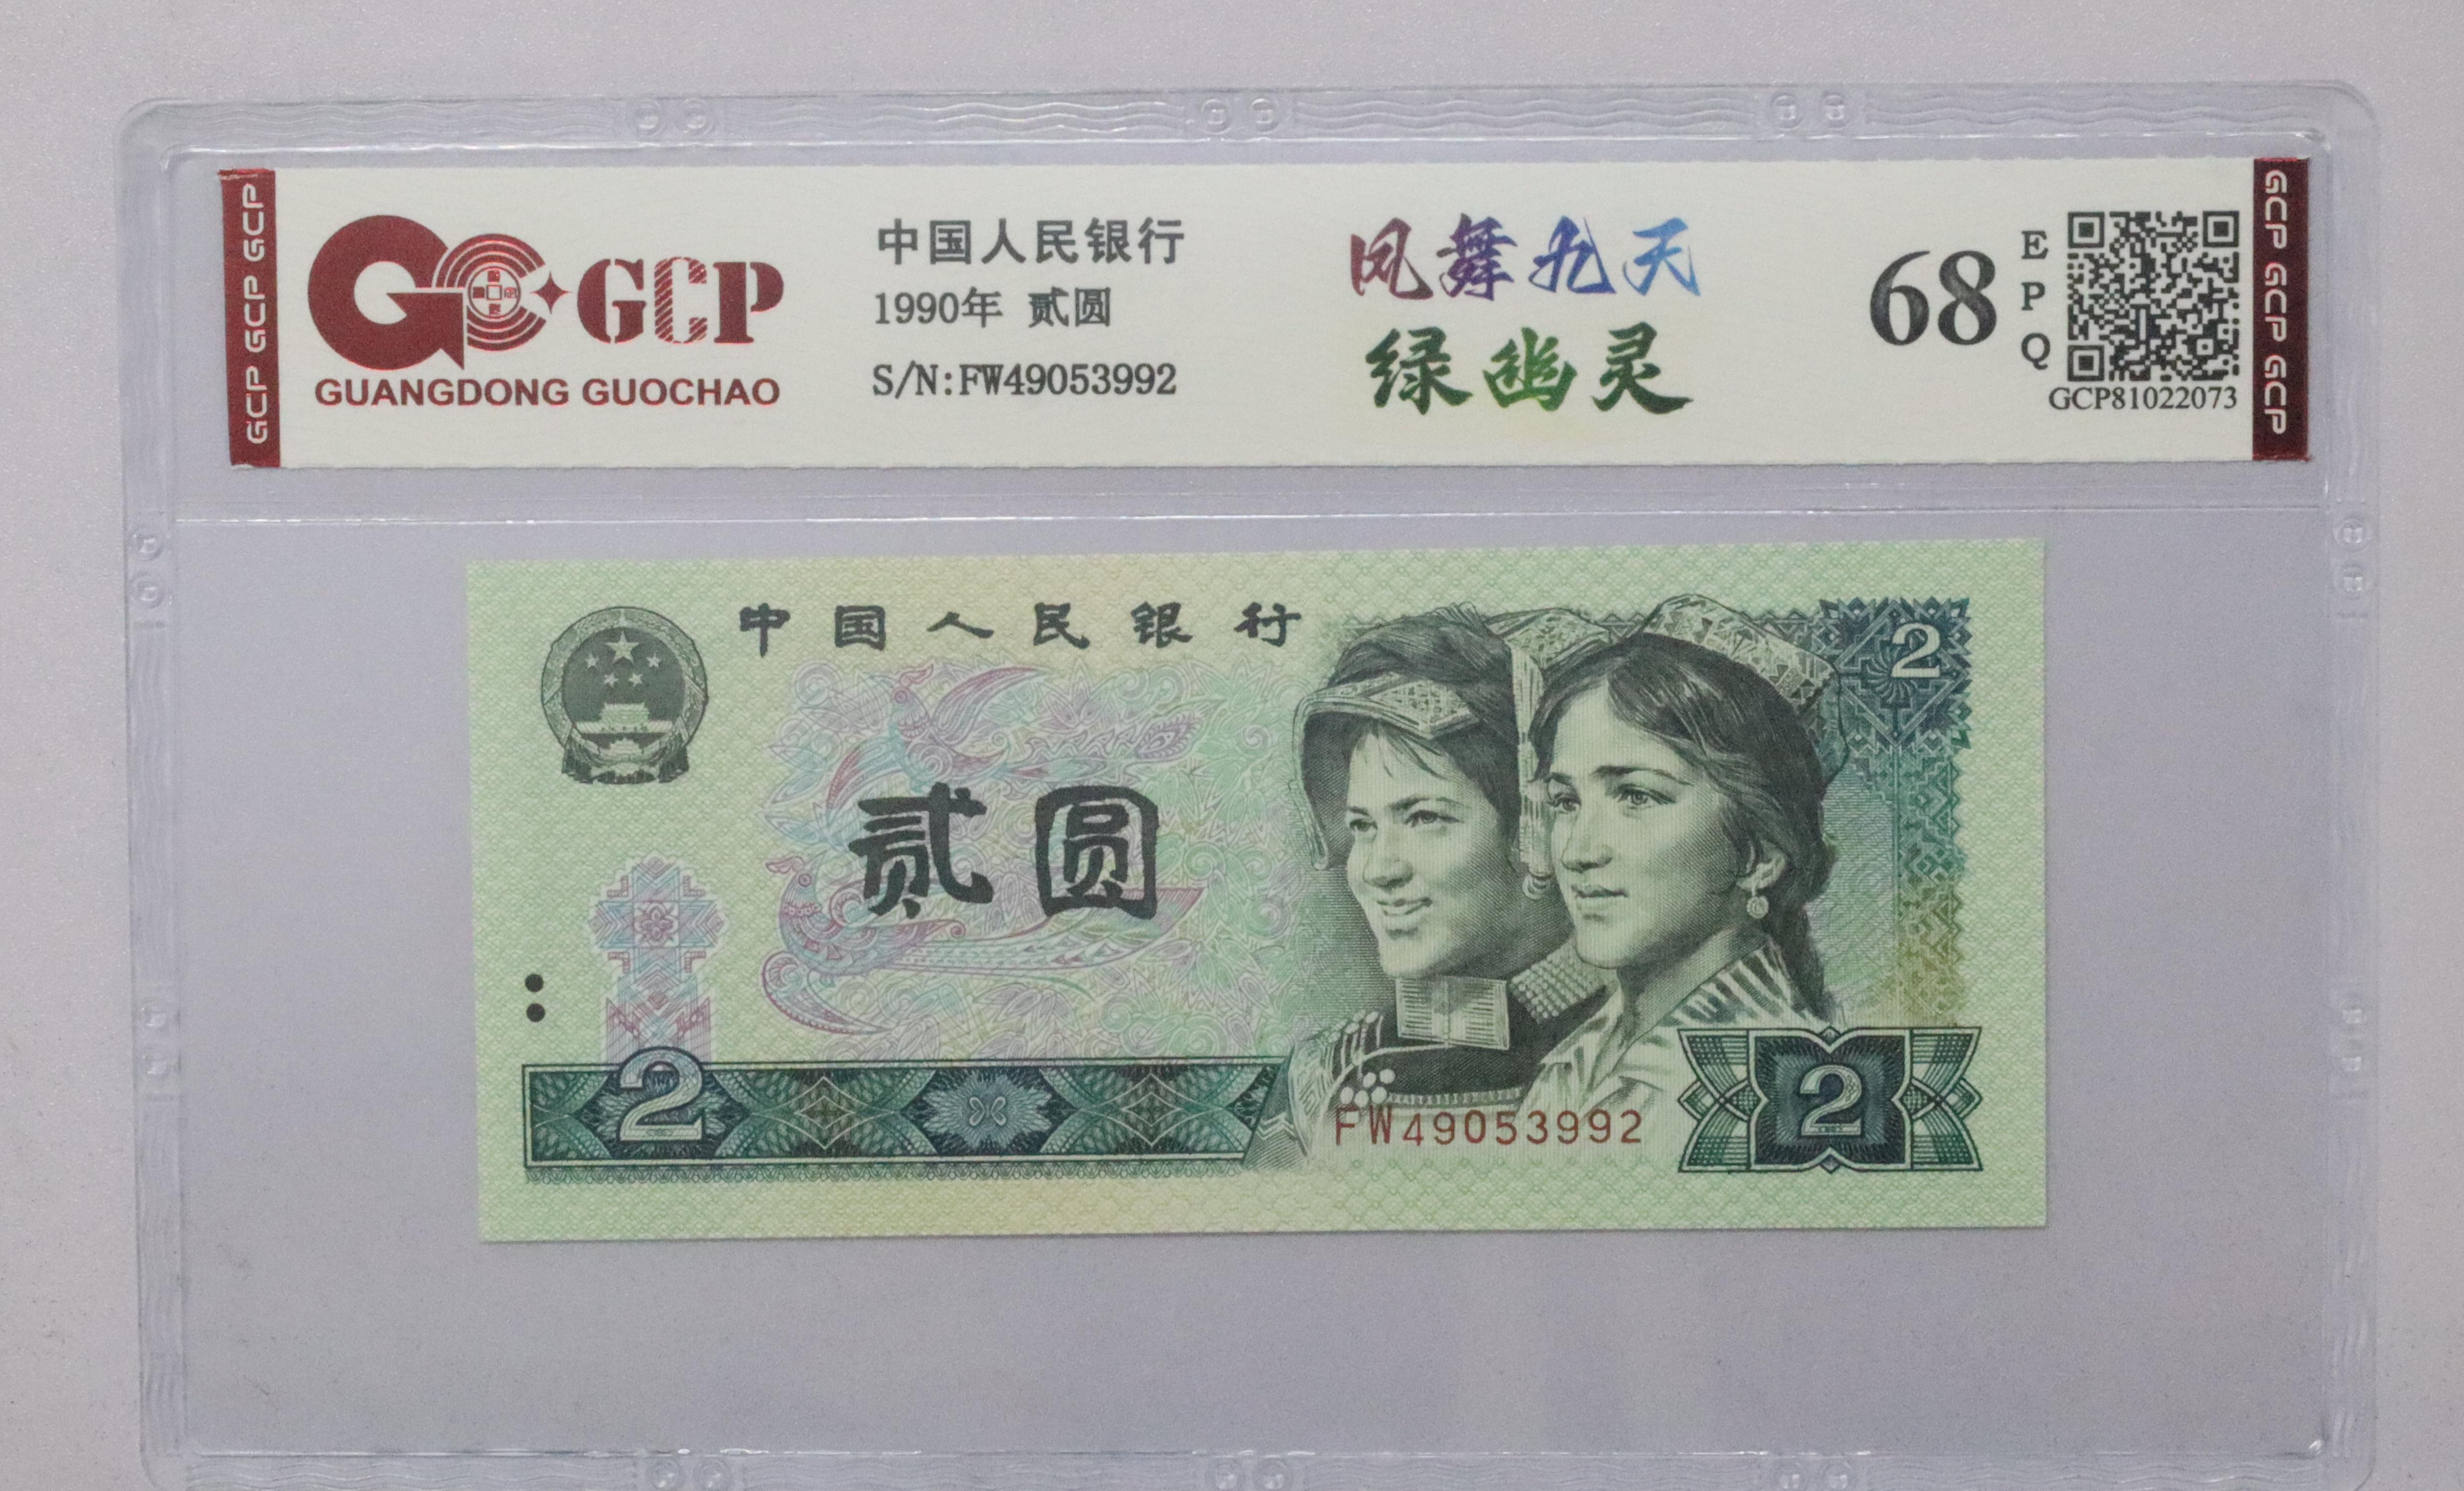 GCP GCP GCP
GCP
GUANGDONG GUOCHAO
中国人民银行
1990年 贰圆
S/N:FW49053992
凤舞九天
绿幽灵
68
EPQ
GCP81022073
GCP GCP GCP
中国人民银行
2
贰圆
2
FW49053992
2